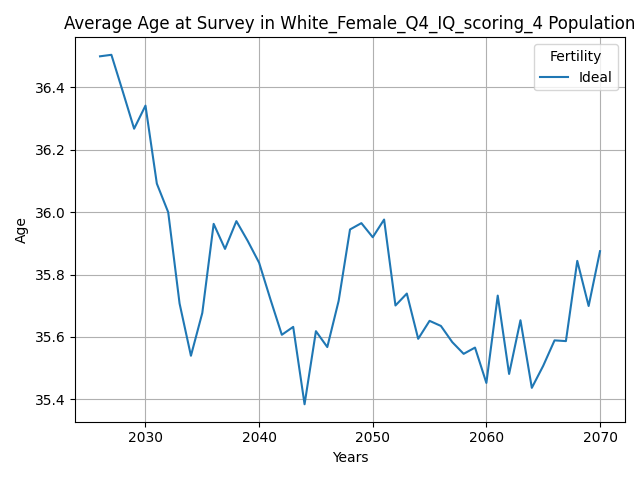 Average Age at Survey in White_Female_Q4_IQ_scoring_4 Population
Fertility
Ideal
36.4
36.2
36.0
35.8
35.6
35.4
Age
2030 2040 2050 2060 2070
Years